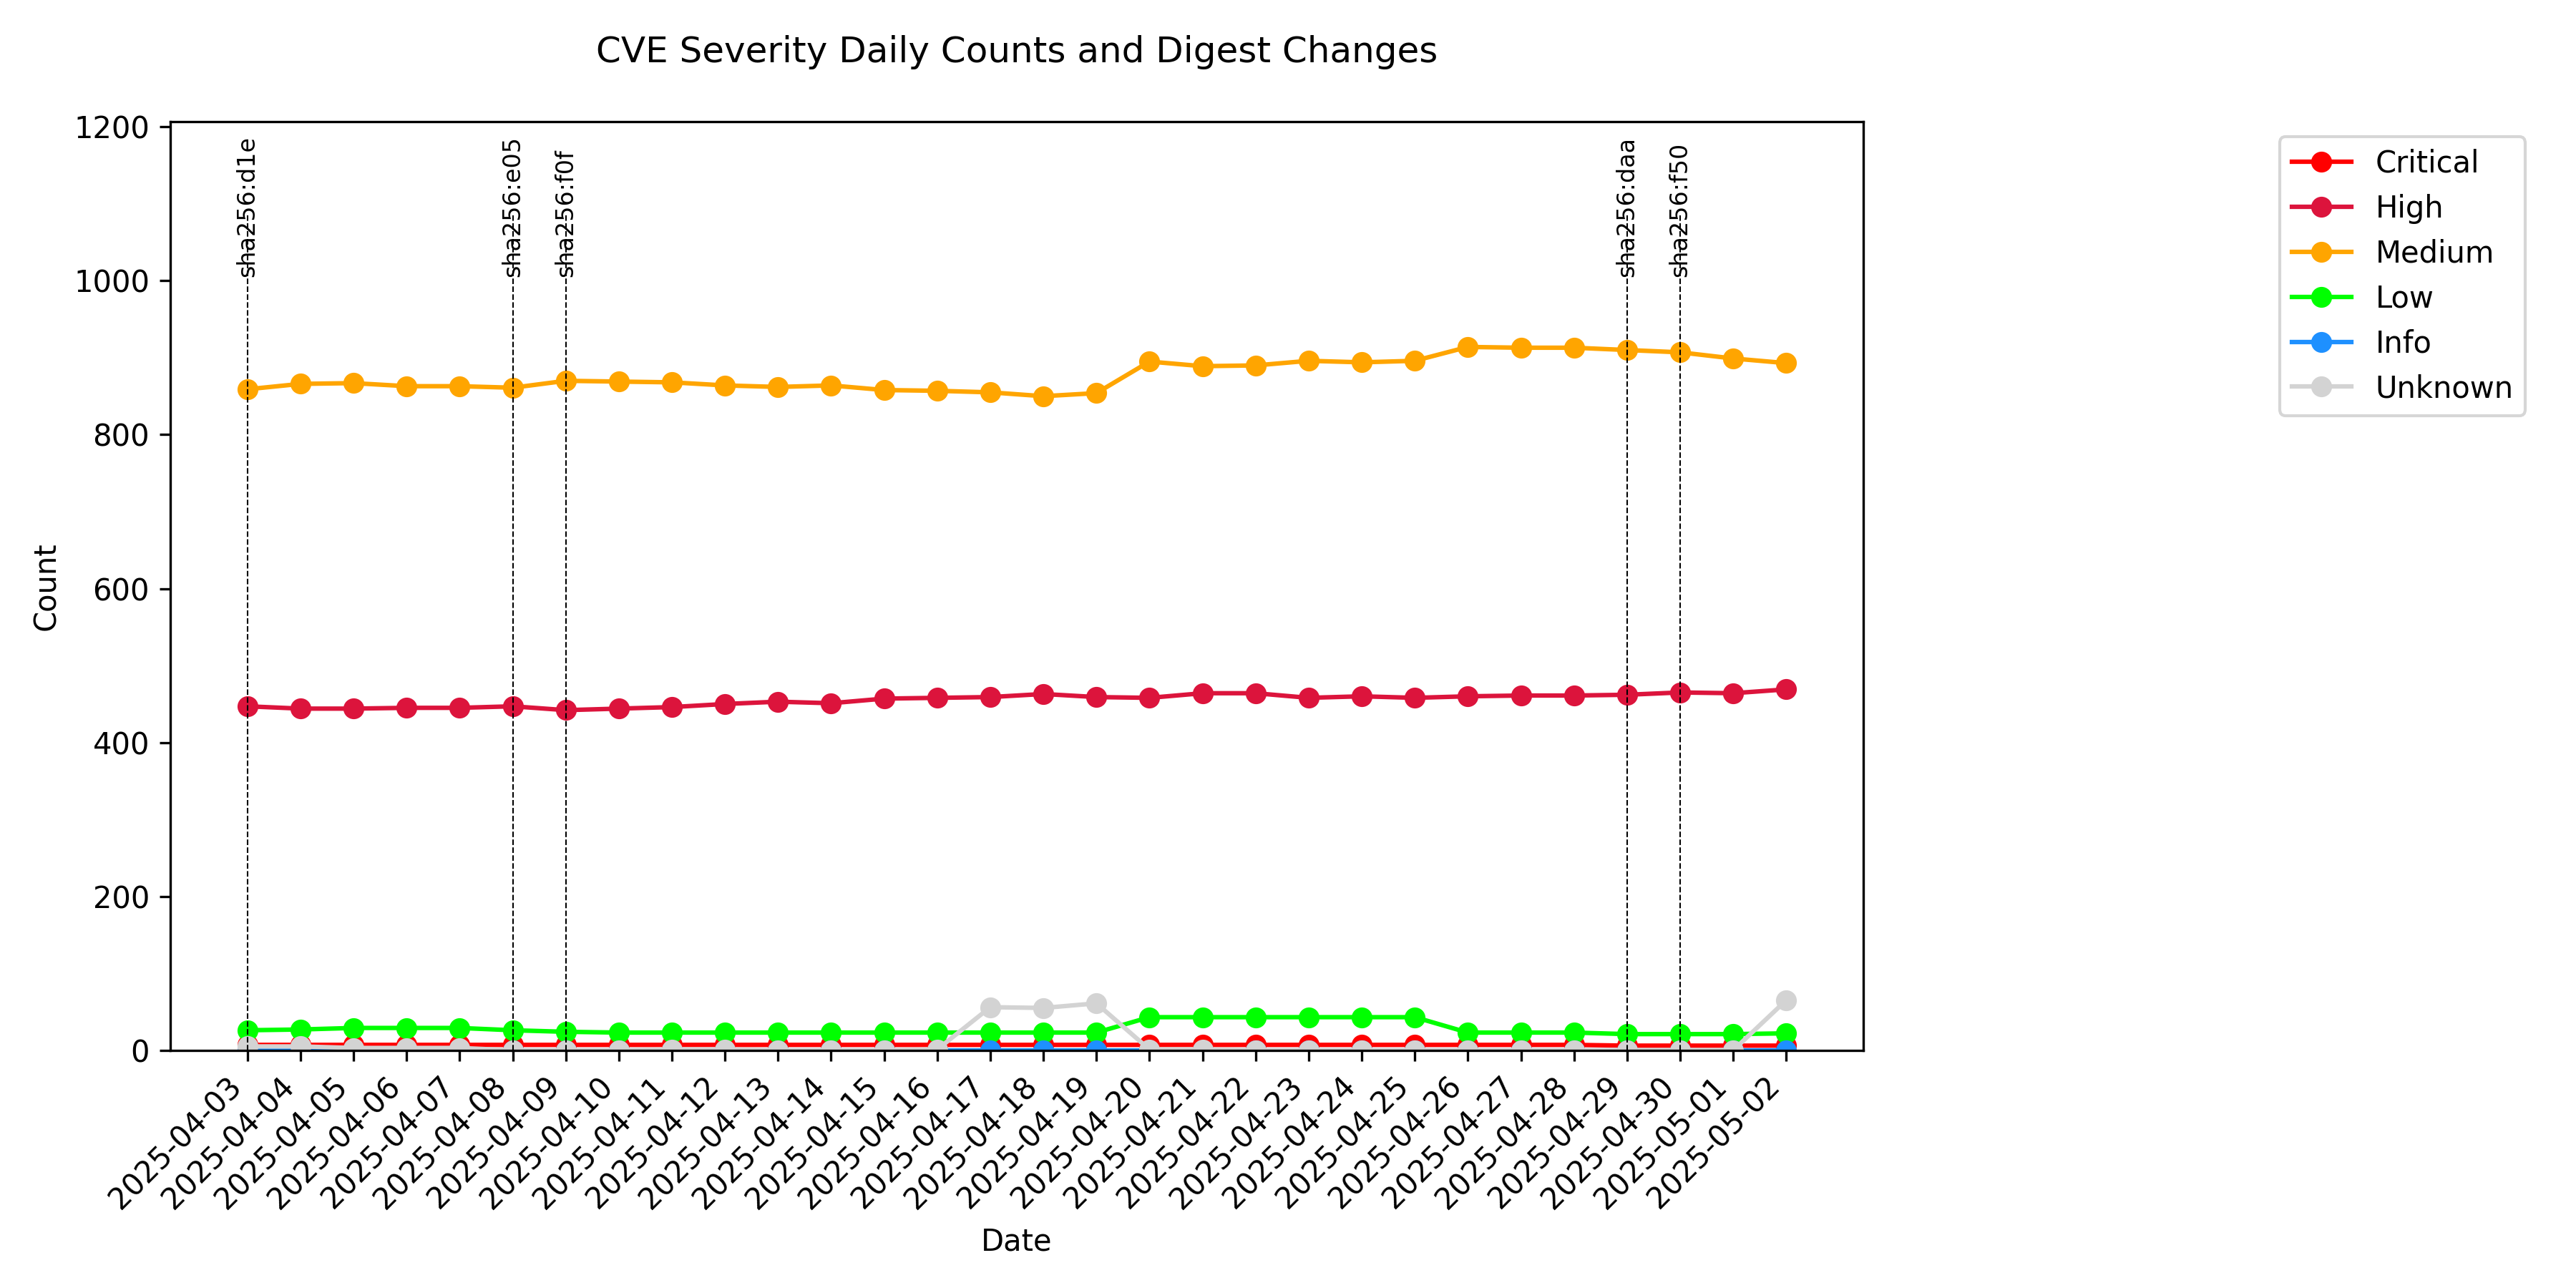 CVE Severity Daily Counts and Digest Changes
1200
1000
800
600
400
200
0
Count
sha256:d1e
sha256:e05
sha256:f0f
sha256:daa
sha256:f50
Critical
High
Medium
Low
Info
Unknown
2025-04-03
2025-04-04
2025-04-05
2025-04-06
2025-04-07
2025-04-08
2025-04-09
2025-04-10
2025-04-11
2025-04-12
2025-04-13
2025-04-14
2025-04-15
2025-04-16
2025-04-17
2025-04-18
2025-04-19
2025-04-20
2025-04-21
2025-04-22
2025-04-23
2025-04-24
2025-04-25
2025-04-26
2025-04-27
2025-04-28
2025-04-29
2025-04-30
2025-05-01
2025-05-02
Date